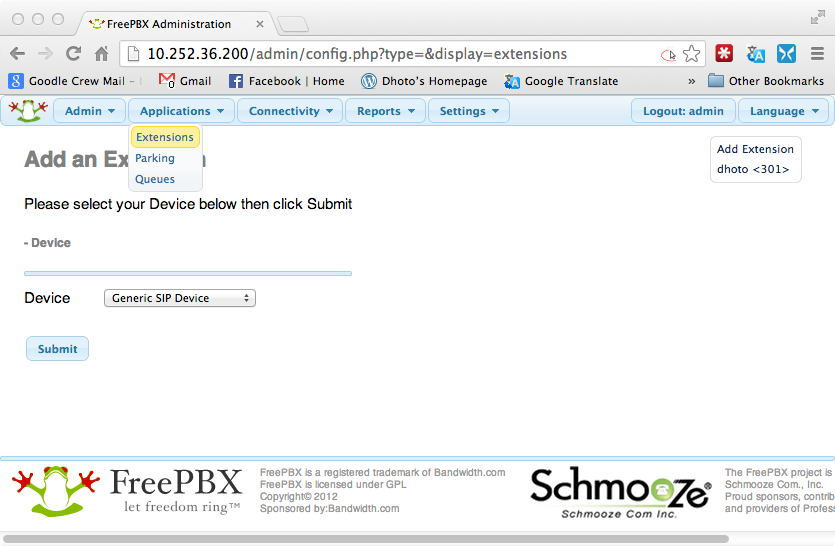 FreePBX Administration
10.252.36.200/admin/config.php?type=&display=extensions
Goodle Crew Mail – Gmail Facebook | Home Dhoto's Homepage Google Translate » Other Bookmarks
Admin Applications Connectivity Reports Settings Logout: admin Language
Extensions
Parking
Queues
Add Extension
dhoto <301>
Add an Ex n
Please select your Device below then click Submit
- Device
Device Generic SIP Device
Submit
FreePBX
let freedom ring™
FreePBX is a registered trademark of Bandwidth.com
FreePBX is licensed under GPL
Copyright© 2012
Sponsored by:Bandwidth.com
SchmooZe®
Schmooze Com Inc.
The FreePBX project is
Schmooze Com., Inc.
Proud sponsors, contrib
and providers of Profess